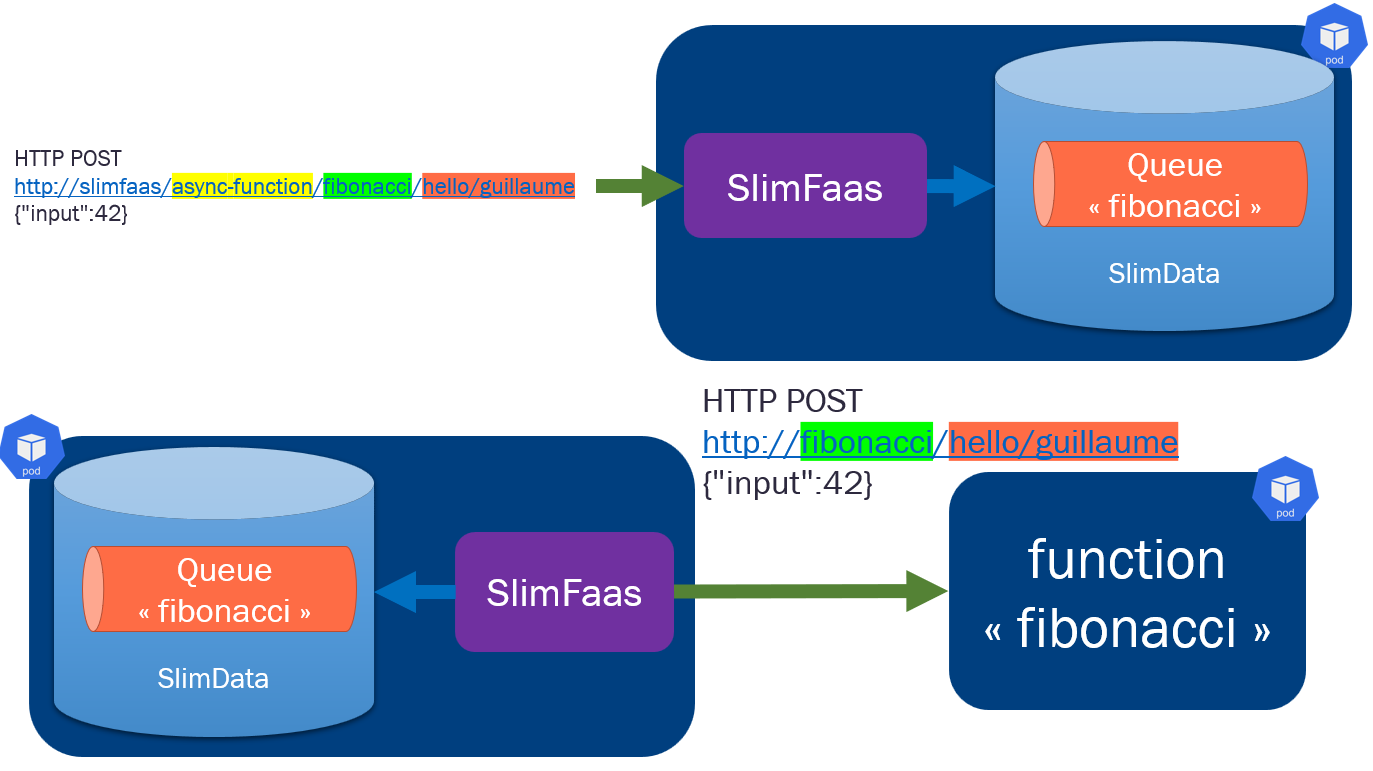 pod
HTTP POST
http://slimfaas/async-function/fibonacci/hello/guillaume
{"input":42}
SlimFaas
Queue
« fibonacci »
SlimData
HTTP POST
http://fibonacci/hello/guillaume
{"input":42}
pod
Queue
« fibonacci »
SlimData
SlimFaas
pod
function
« fibonacci »